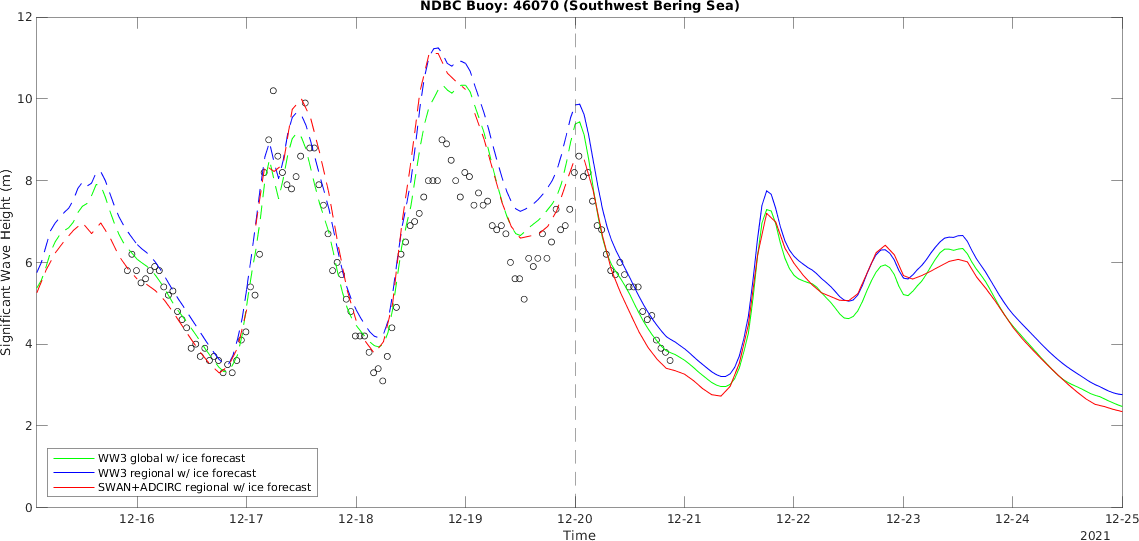 NDBC Buoy: 46070 (Southwest Bering Sea)
12
10
8
6
4
2
0
Significant Wave Height (m)
WW3 global w/ ice forecast
WW3 regional w/ ice forecast
SWAN+ADCIRC regional w/ ice forecast
12-16 12-17 12-18 12-19 12-20 12-21 12-22 12-23 12-24 12-25
Time
2021